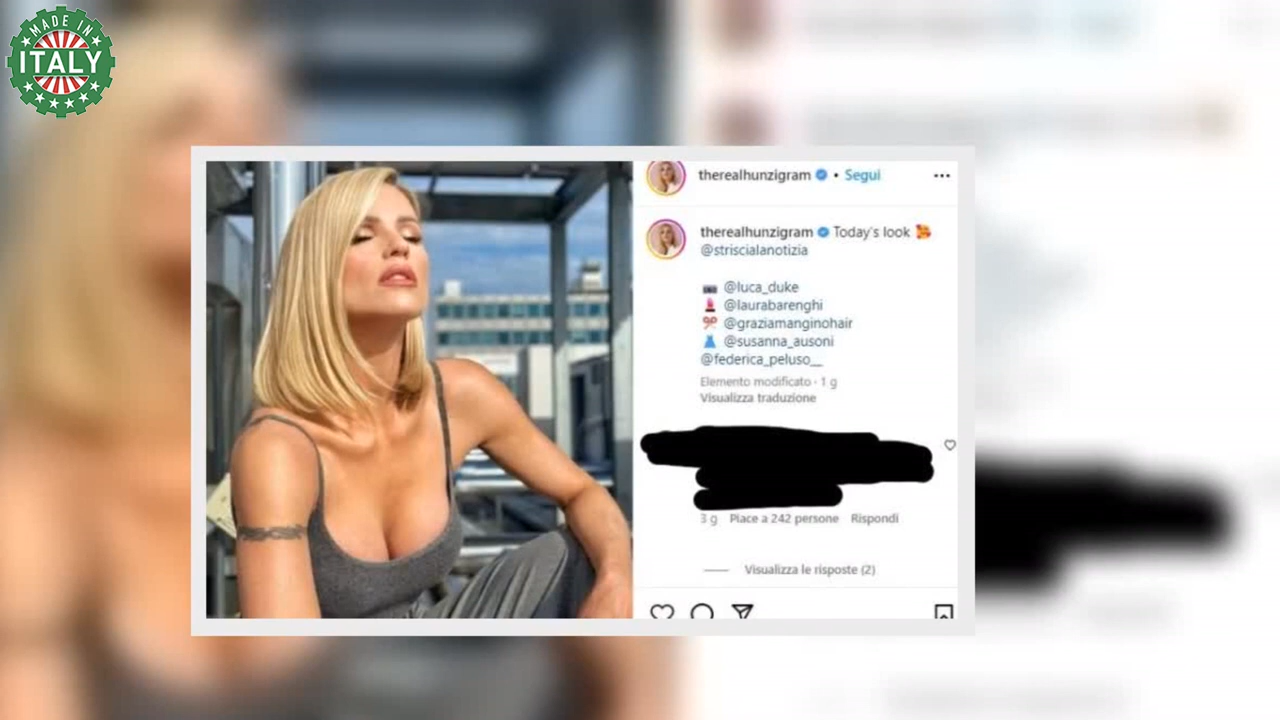 MADE IN
ITALY
therealhunzigram • Segui
therealhunzigram Today's look
@striscialanotizia
@luca_duke
@laurabarenghi
@graziamanginohair
@susanna_ausoni
@federica_peluso__
Elemento modificato · 1 g
Visualizza traduzione
3 g Piace a 242 persone Rispondi
Visualizza le risposte (2)